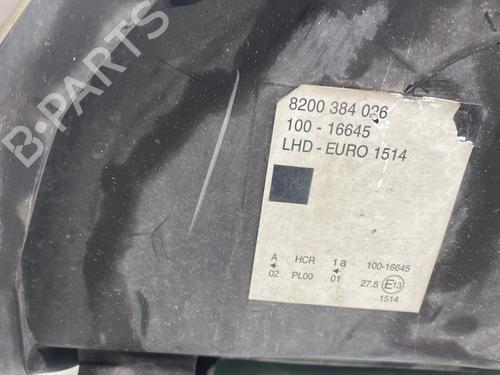 B-PARTS
8200 384 026
100 - 16645
LHD - EURO 1514
A HCR 1a 100-16645
02 PL00 01 27.5 E13
1514